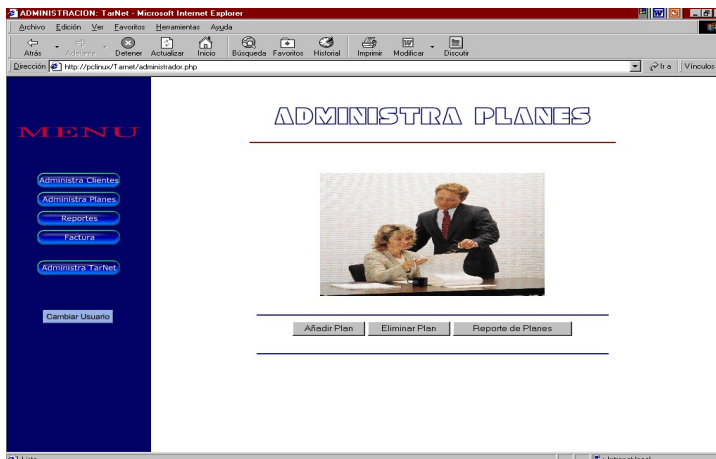 ADMINISTRACION: TarNet - Microsoft Internet Explorer
Archivo Edición Ver Favoritos Herramientas Ayuda
Atrás Adelante Detener Actualizar Inicio Búsqueda Favoritos Historial Imprimir Modificar Discutir
Dirección http://pclinux/Tarnet/administrador.php Ir a Vínculos
ADMINISTRA PLANES
MENU
Administra Clientes
Administra Planes
Reportes
Factura
Administra TarNet
Cambiar Usuario
Añadir Plan Eliminar Plan Reporte de Planes